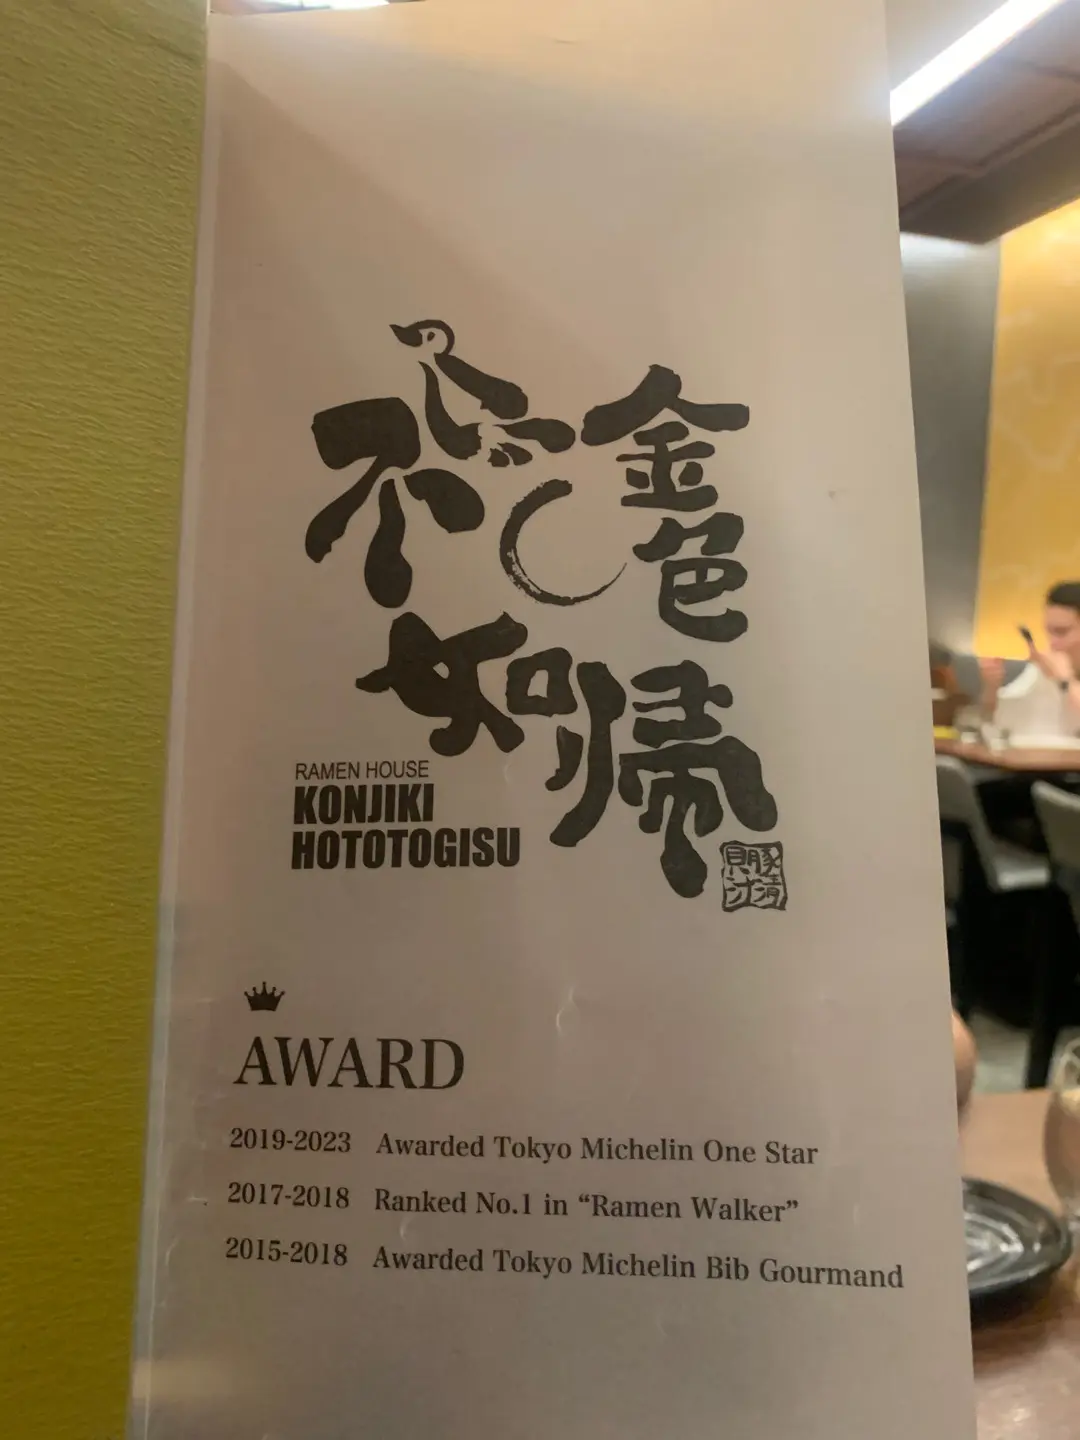 金色
不如帰
RAMEN HOUSE
KONJIKI
HOTOTOGISU
AWARD
2019-2023 Awarded Tokyo Michelin One Star
2017-2018 Ranked No.1 in “Ramen Walker”
2015-2018 Awarded Tokyo Michelin Bib Gourmand